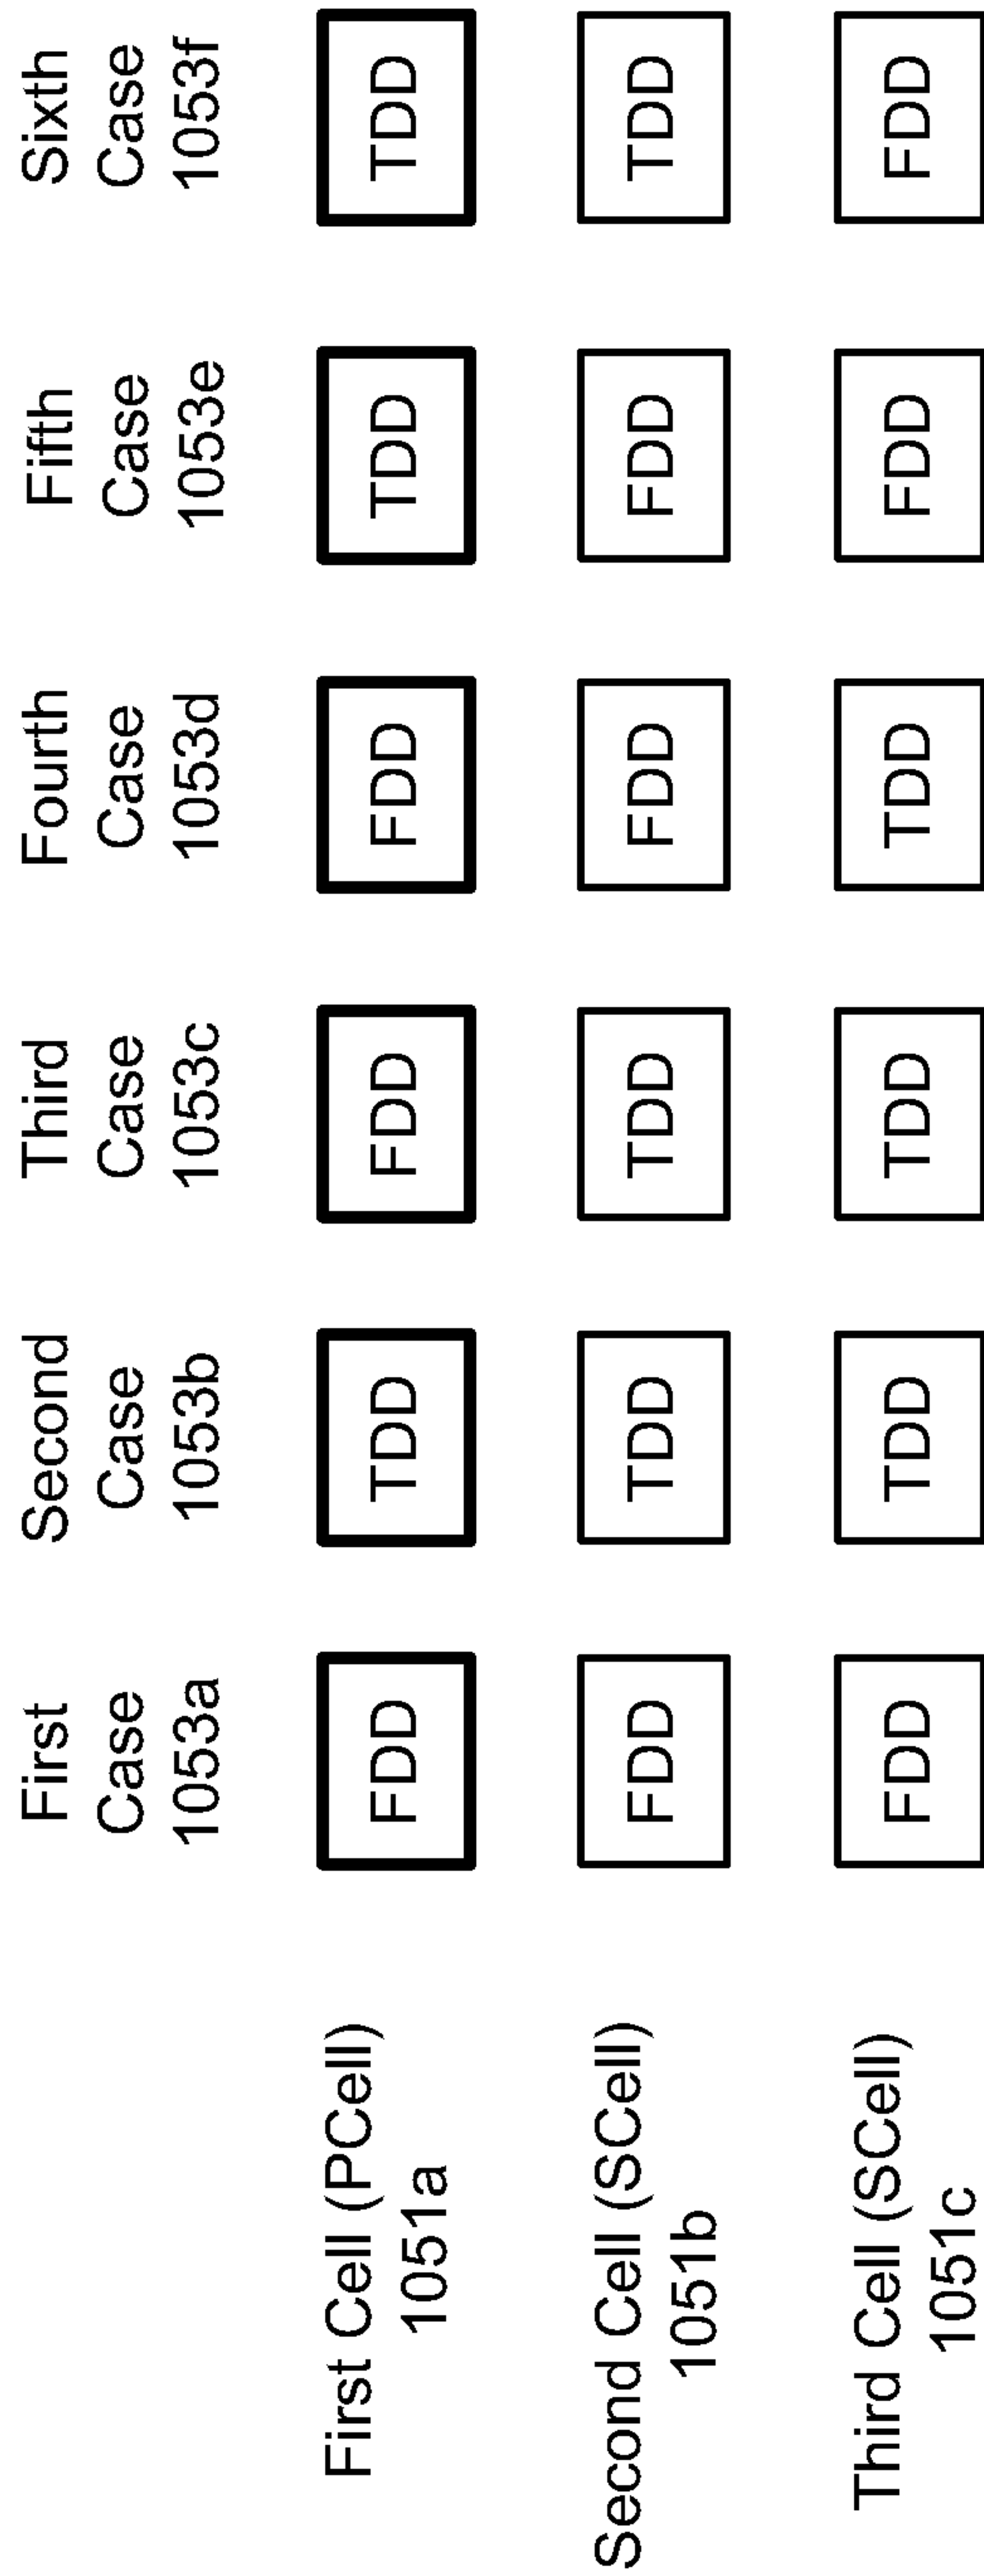 First
Case
1053a
Second
Case
1053b
Third
Case
1053c
Fourth
Case
1053d
Fifth
Case
1053e
Sixth
Case
1053f
First Cell (PCell)
1051a
FDD
TDD
FDD
FDD
TDD
TDD
Second Cell (SCell)
1051b
FDD
TDD
TDD
FDD
FDD
TDD
Third Cell (SCell)
1051c
FDD
TDD
TDD
TDD
FDD
FDD